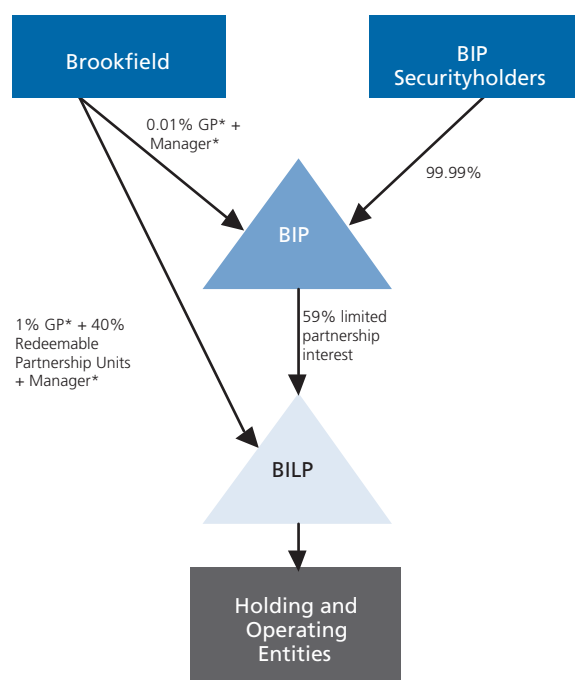 Brookfield
BIP
Securityholders
0.01% GP* +
Manager*
99.99%
BIP
1% GP* + 40%
Redeemable
Partnership Units
+ Manager*
59% limited
partnership
interest
BILP
Holding and
Operating
Entities